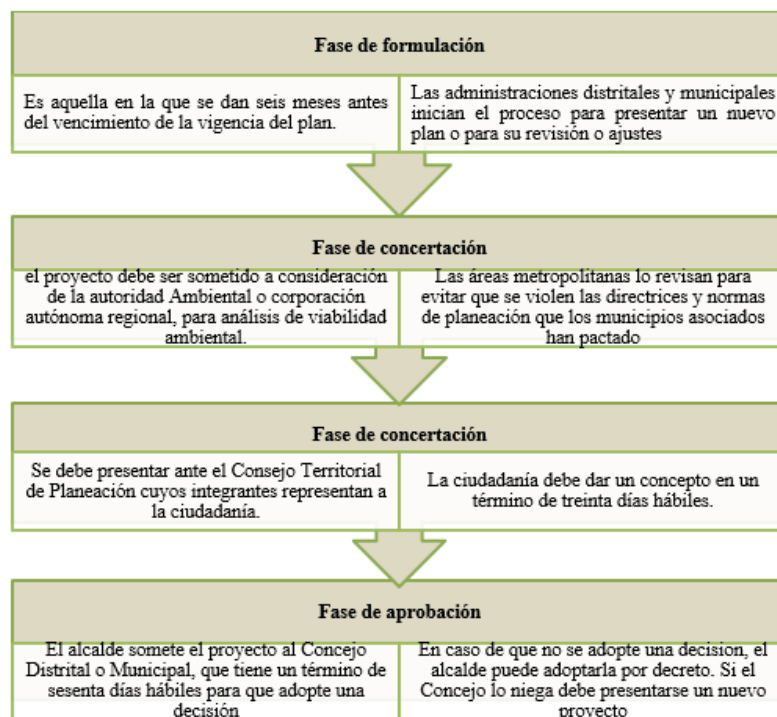 Fase de formulación
Es aquella en la que se dan seis meses antes
del vencimiento de la vigencia del plan.
Las administraciones distritales y municipales
inician el proceso para presentar un nuevo
plan o para su revisión o ajustes
Fase de concertación
el proyecto debe ser sometido a consideración
de la autoridad Ambiental o corporación
autónoma regional, para análisis de viabilidad
ambiental.
Las áreas metropolitanas lo revisan para
evitar que se violen las directrices y normas
de planeación que los municipios asociados
han pactado
Fase de concertación
Se debe presentar ante el Consejo Territorial
de Planeación cuyos integrantes representan a
la ciudadanía.
La ciudadanía debe dar un concepto en un
término de treinta días hábiles.
Fase de aprobación
El alcalde somete el proyecto al Concejo
Distrital o Municipal, que tiene un término de
sesenta días hábiles para que adopte una
decisión
En caso de que no se adopte una decision, el
alcalde puede adoptarla por decreto. Si el
Concejo lo niega debe presentarse un nuevo
proyecto